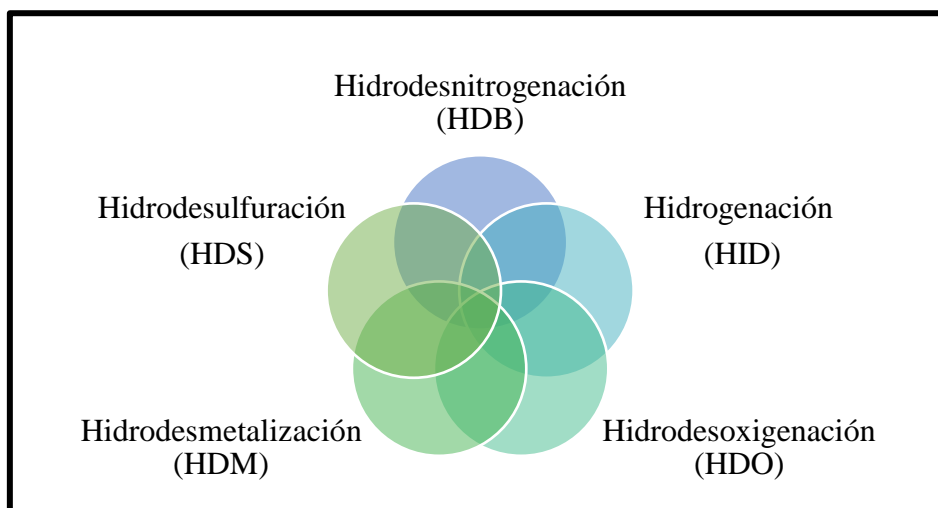 Hidrodesnitrogenación
(HDB)
Hidrodesulfuración
(HDS)
Hidrogenación
(HID)
Hidrodesmetalización
(HDM)
Hidrodesoxigenación
(HDO)